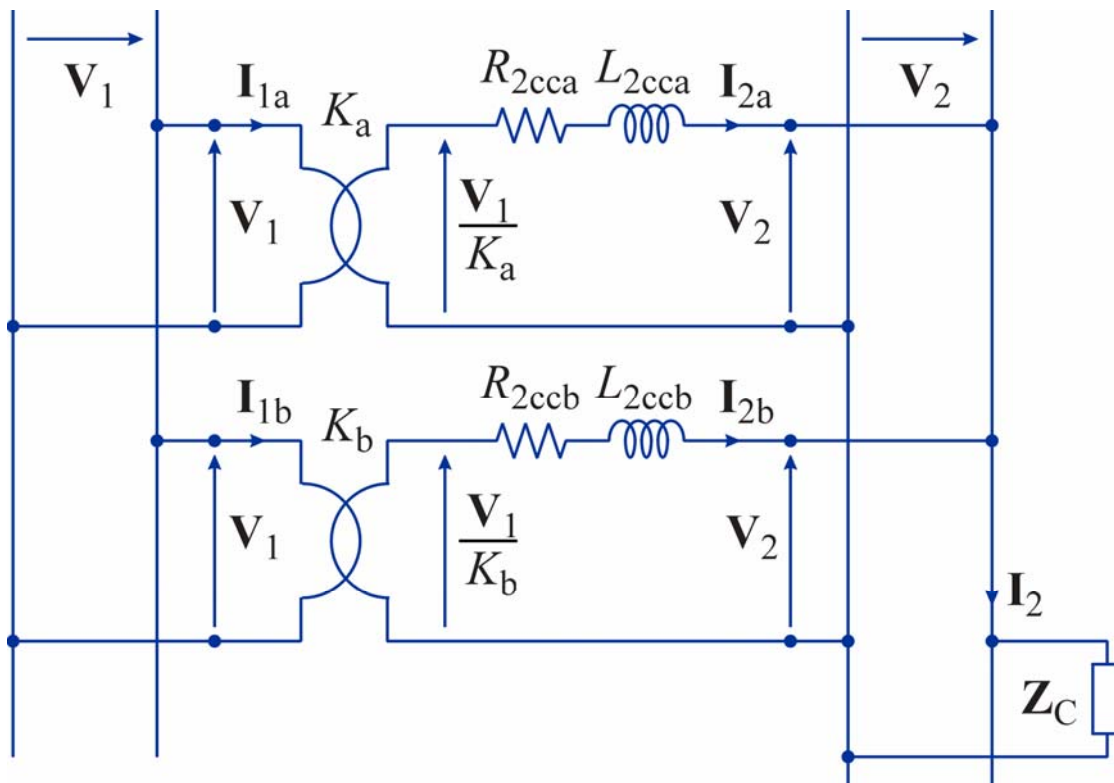 V1
V2
I1a
Ka
R2cca
L2cca
I2a
V1
V1
Ka
V2
I1b
Kb
R2ccb
L2ccb
I2b
V1
V1
Kb
V2
I2
ZC